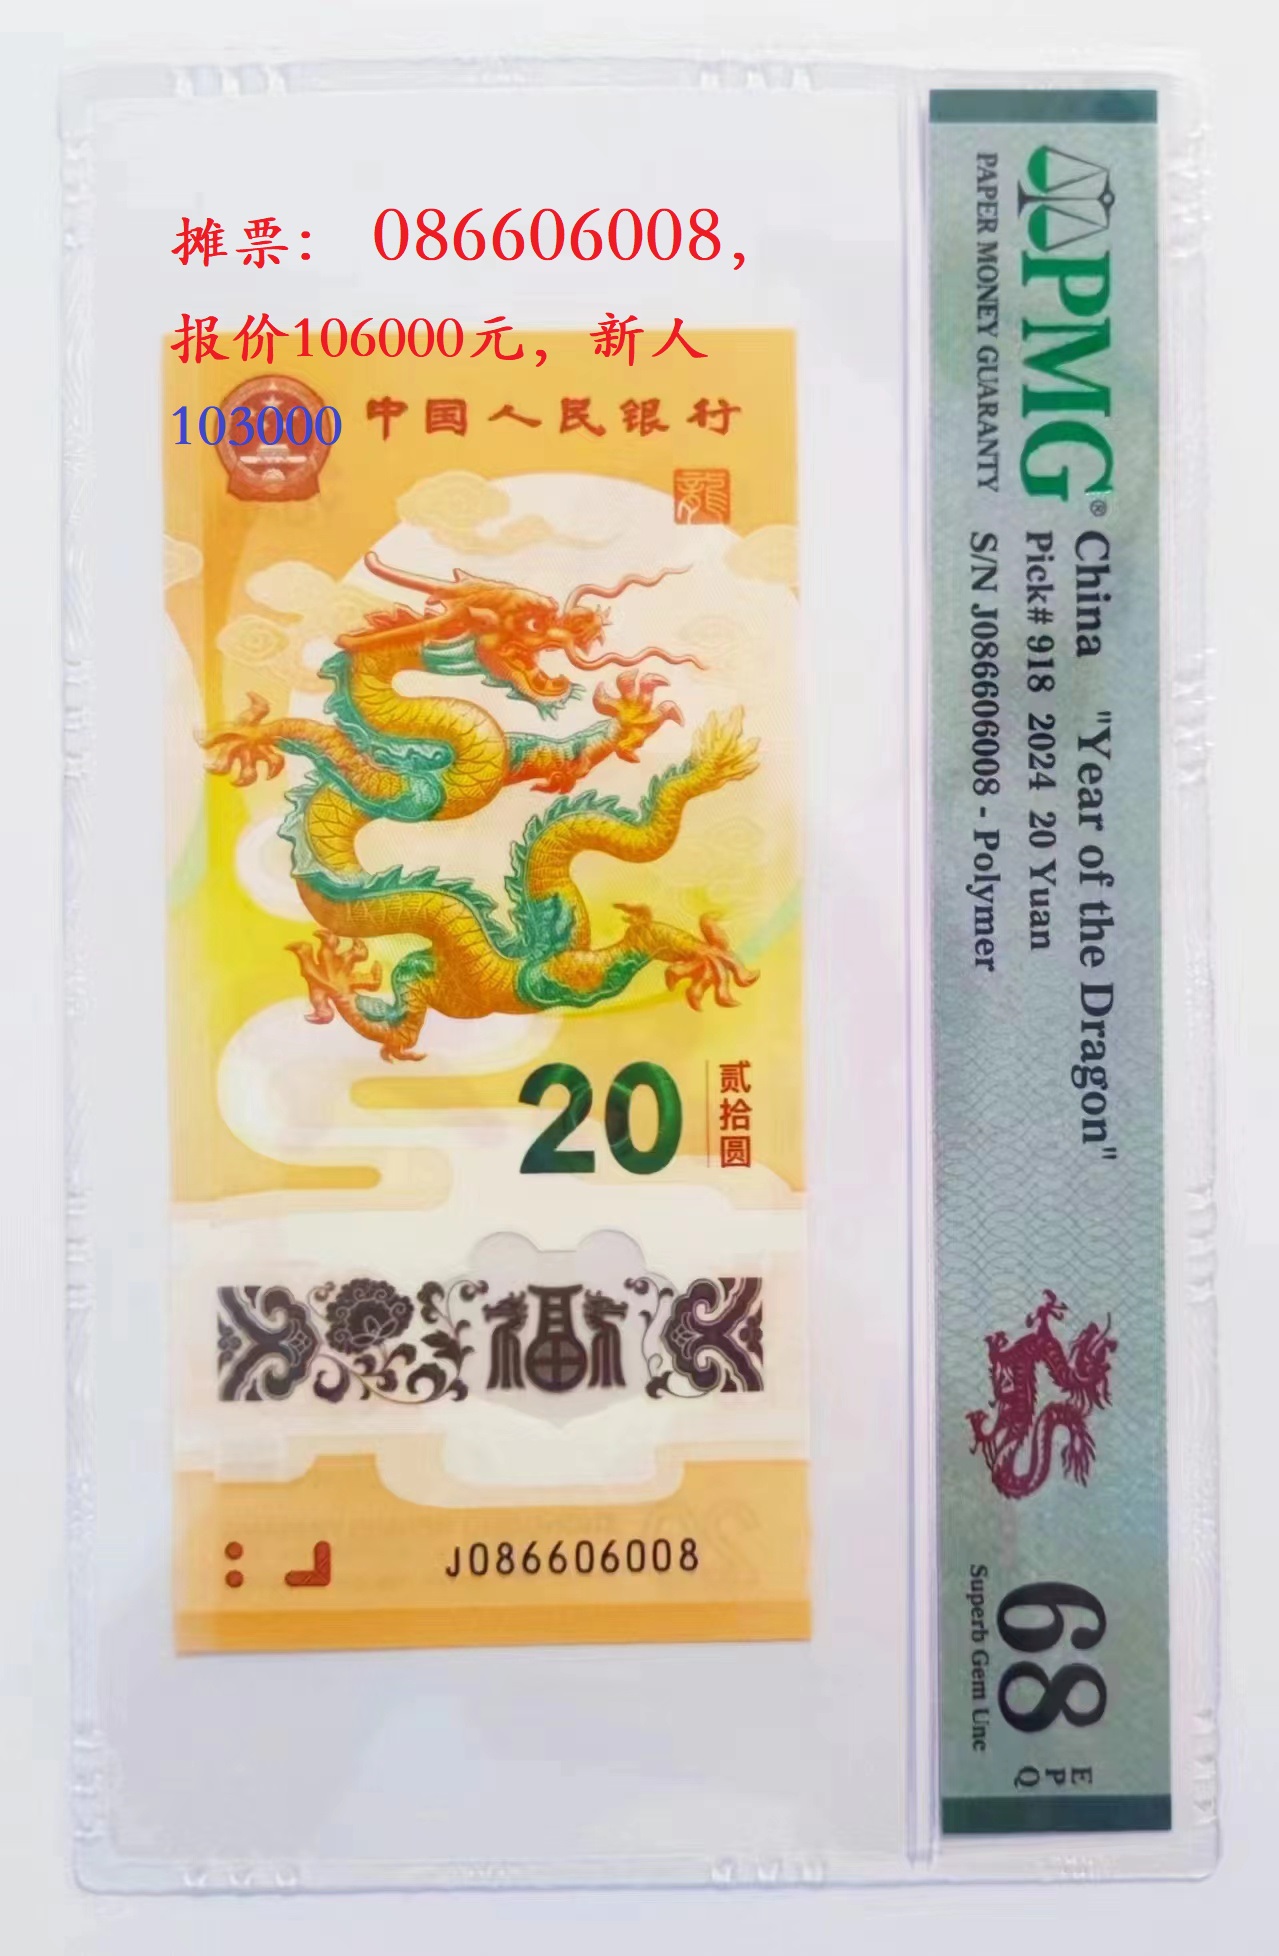 摊票： 086606008，
报价106000元，新人
103000
中国人民银行
龍
20
贰拾圆
J086606008
PMG®
PAPER MONEY GUARANTY
China "Year of the Dragon"
Pick# 918 2024 20 Yuan
S/N J086606008 - Polymer
68
EPQ
Superb Gem Unc